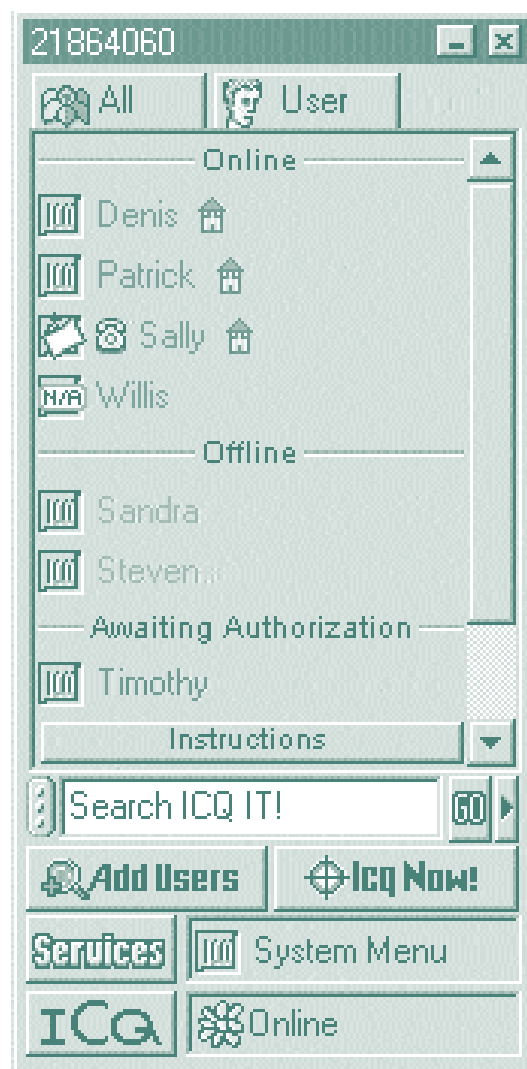 21864060
All User
Online
Denis
Patrick
Sally
N/A Willis
Offline
Sandra
Steven
Awaiting Authorization
Timothy
Instructions
Search ICQ IT! GO
Add Users Icq Now!
Services System Menu
ICQ Online